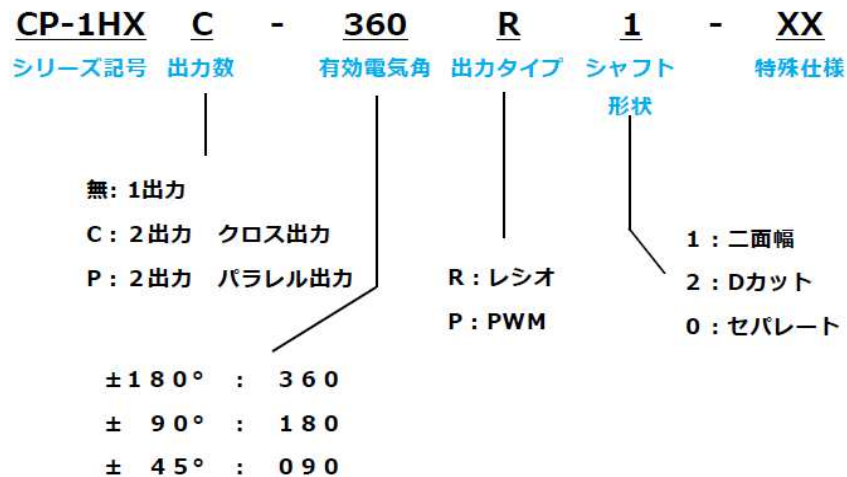 CP-1HX C - 360 R 1 - XX
シリーズ記号 出力数 有効電気角 出力タイプ シャフト 特殊仕様
形状
無: 1出力
C: 2出力 クロス出力
P: 2出力 パラレル出力
R:レシオ
P:PWM
1:二面幅
2:Dカット
0:セパレート
±180° : 360
± 90° : 180
± 45° : 090